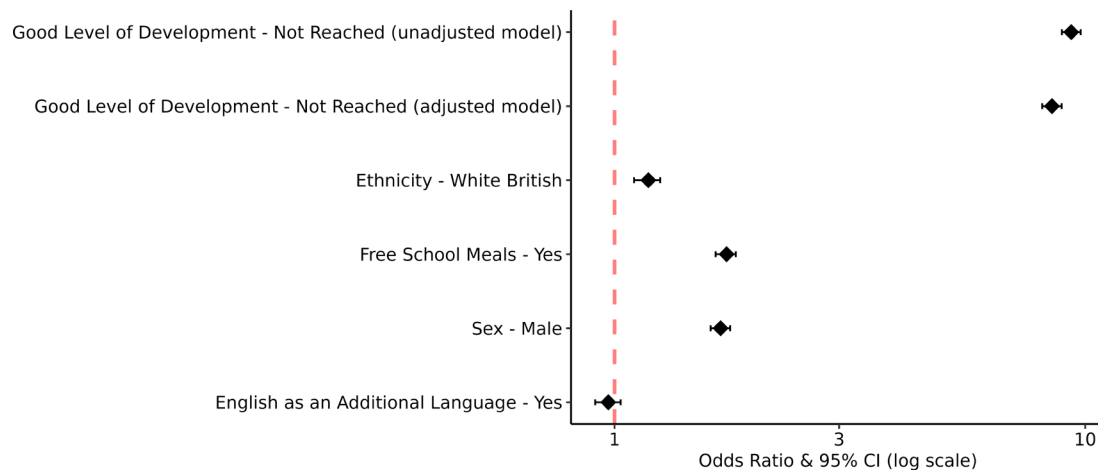 Good Level of Development - Not Reached (unadjusted model)
Good Level of Development - Not Reached (adjusted model)
Ethnicity - White British
Free School Meals - Yes
Sex - Male
English as an Additional Language - Yes
1 3 10
Odds Ratio & 95% CI (log scale)